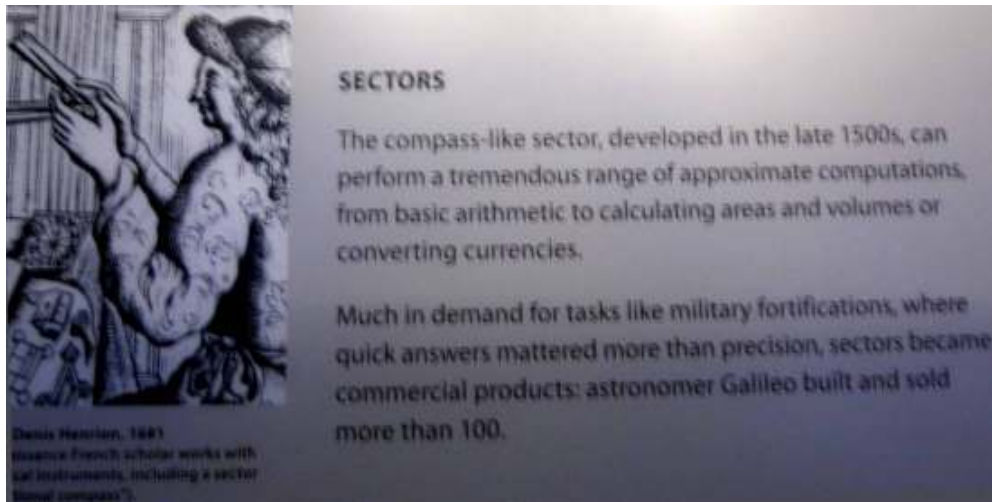 SECTORS
The compass-like sector, developed in the late 1500s, can
perform a tremendous range of approximate computations,
from basic arithmetic to calculating areas and volumes or
converting currencies.
Much in demand for tasks like military fortifications, where
quick answers mattered more than precision, sectors became
commercial products: astronomer Galileo built and sold
more than 100.
Denis Henrion,
French scholar works with
instruments, including a sector
compass").